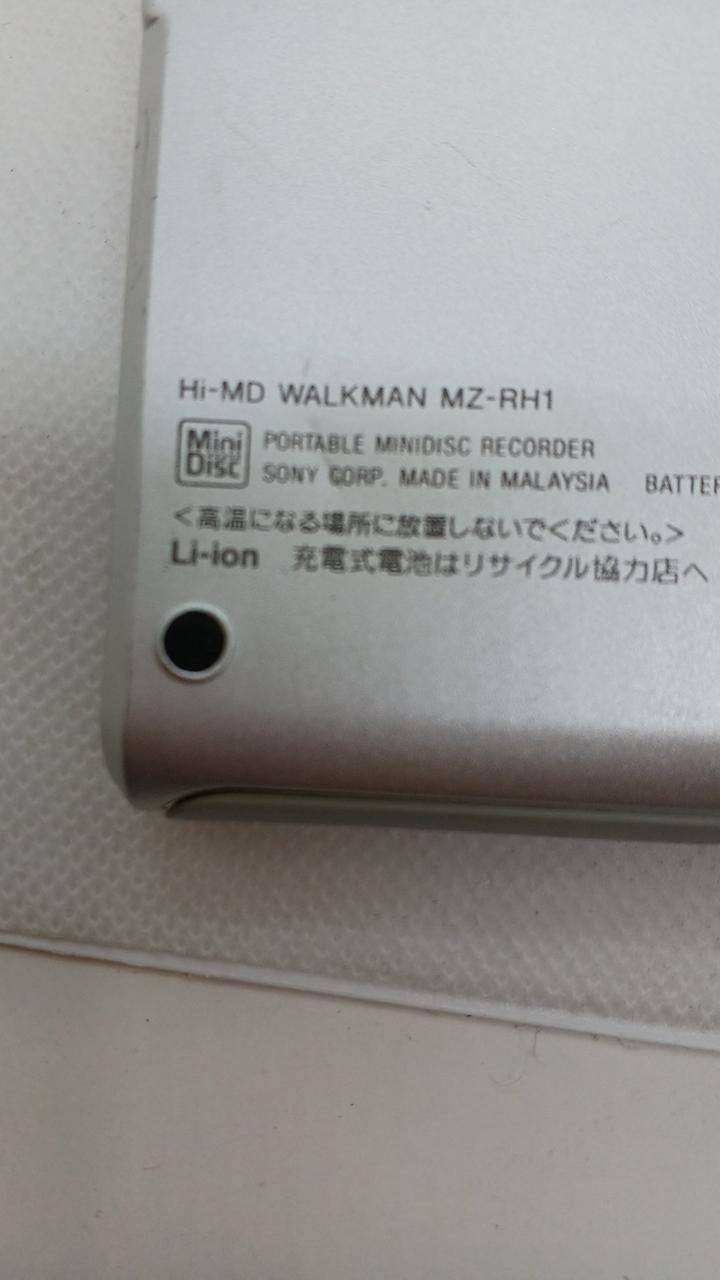 Hi-MD WALKMAN MZ-RH1
Mini Disc
PORTABLE MINIDISC RECORDER
SONY CORP. MADE IN MALAYSIA
<高温になる場所に放置しないでください。>
Li-ion 充電式電池はリサイクル協力店へ